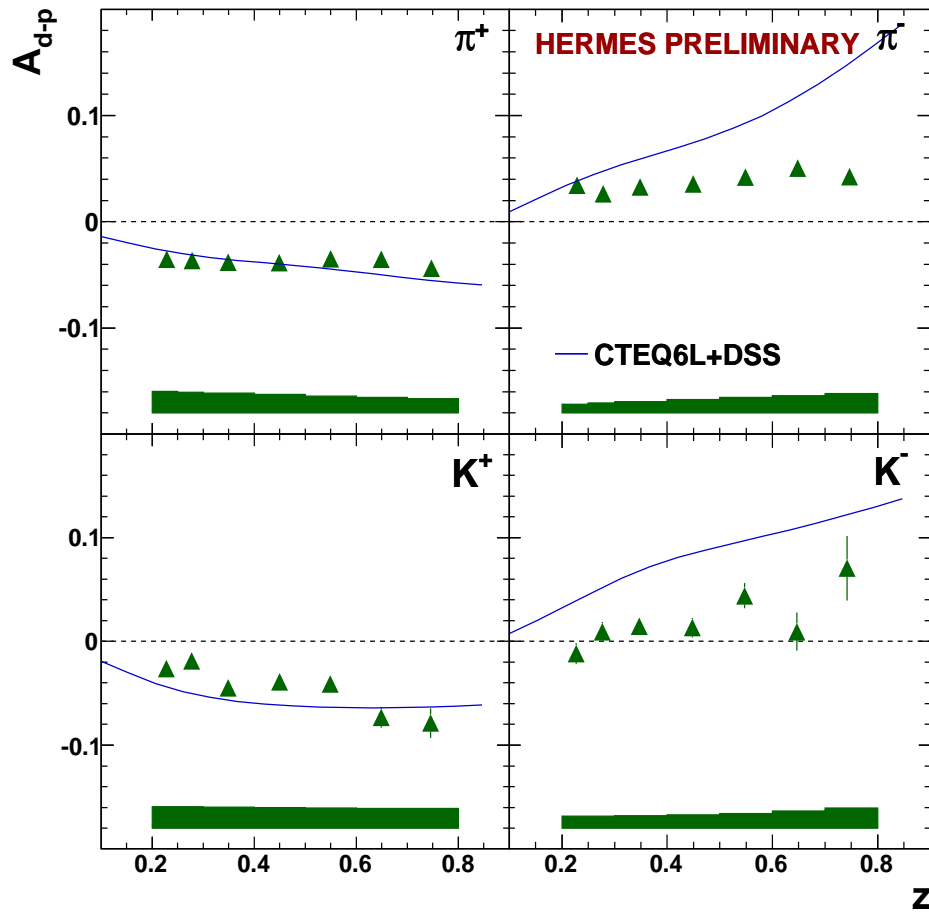 A_{d-p}
π⁺
HERMES PRELIMINARY π⁻
0.1
0
-0.1
CTEQ6L+DSS
K⁺
K⁻
0.1
0
-0.1
0.2 0.4 0.6 0.8 0.2 0.4 0.6 0.8
z